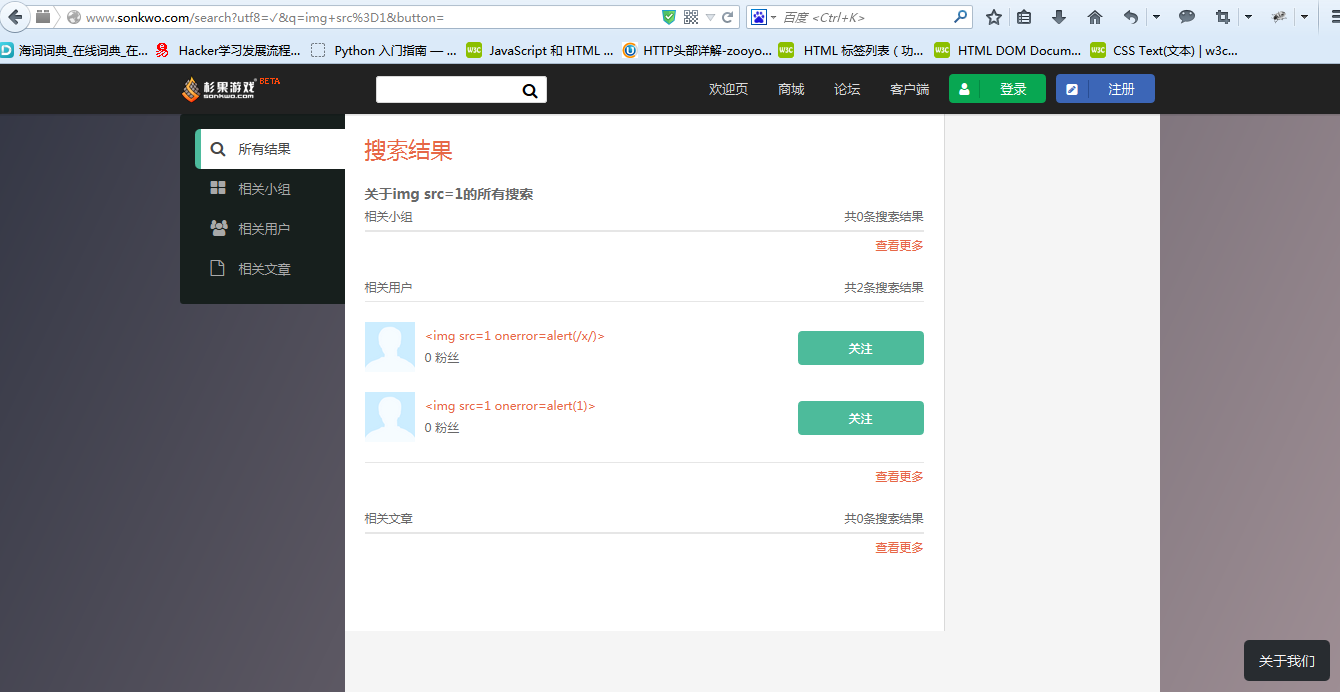 www.sonkwo.com/search?utf8=✓&q=img+src%3D1&button=
百度 <Ctrl+K>
海词词典_在线词典_在...
Hacker学习发展流程...
Python 入门指南 — ...
JavaScript 和 HTML ...
HTTP头部详解-zooyo...
HTML 标签列表 ( 功...
HTML DOM Docum...
CSS Text(文本) | w3c...
杉果游戏 BETA
sonkwo.com
欢迎页
商城
论坛
客户端
登录
注册
所有结果
相关小组
相关用户
相关文章
搜索结果
关于img src=1的所有搜索
相关小组 共0条搜索结果
查看更多
相关用户 共2条搜索结果
<img src=1 onerror=alert(/x/)>
0 粉丝
关注
<img src=1 onerror=alert(1)>
0 粉丝
关注
查看更多
相关文章 共0条搜索结果
查看更多
关于我们